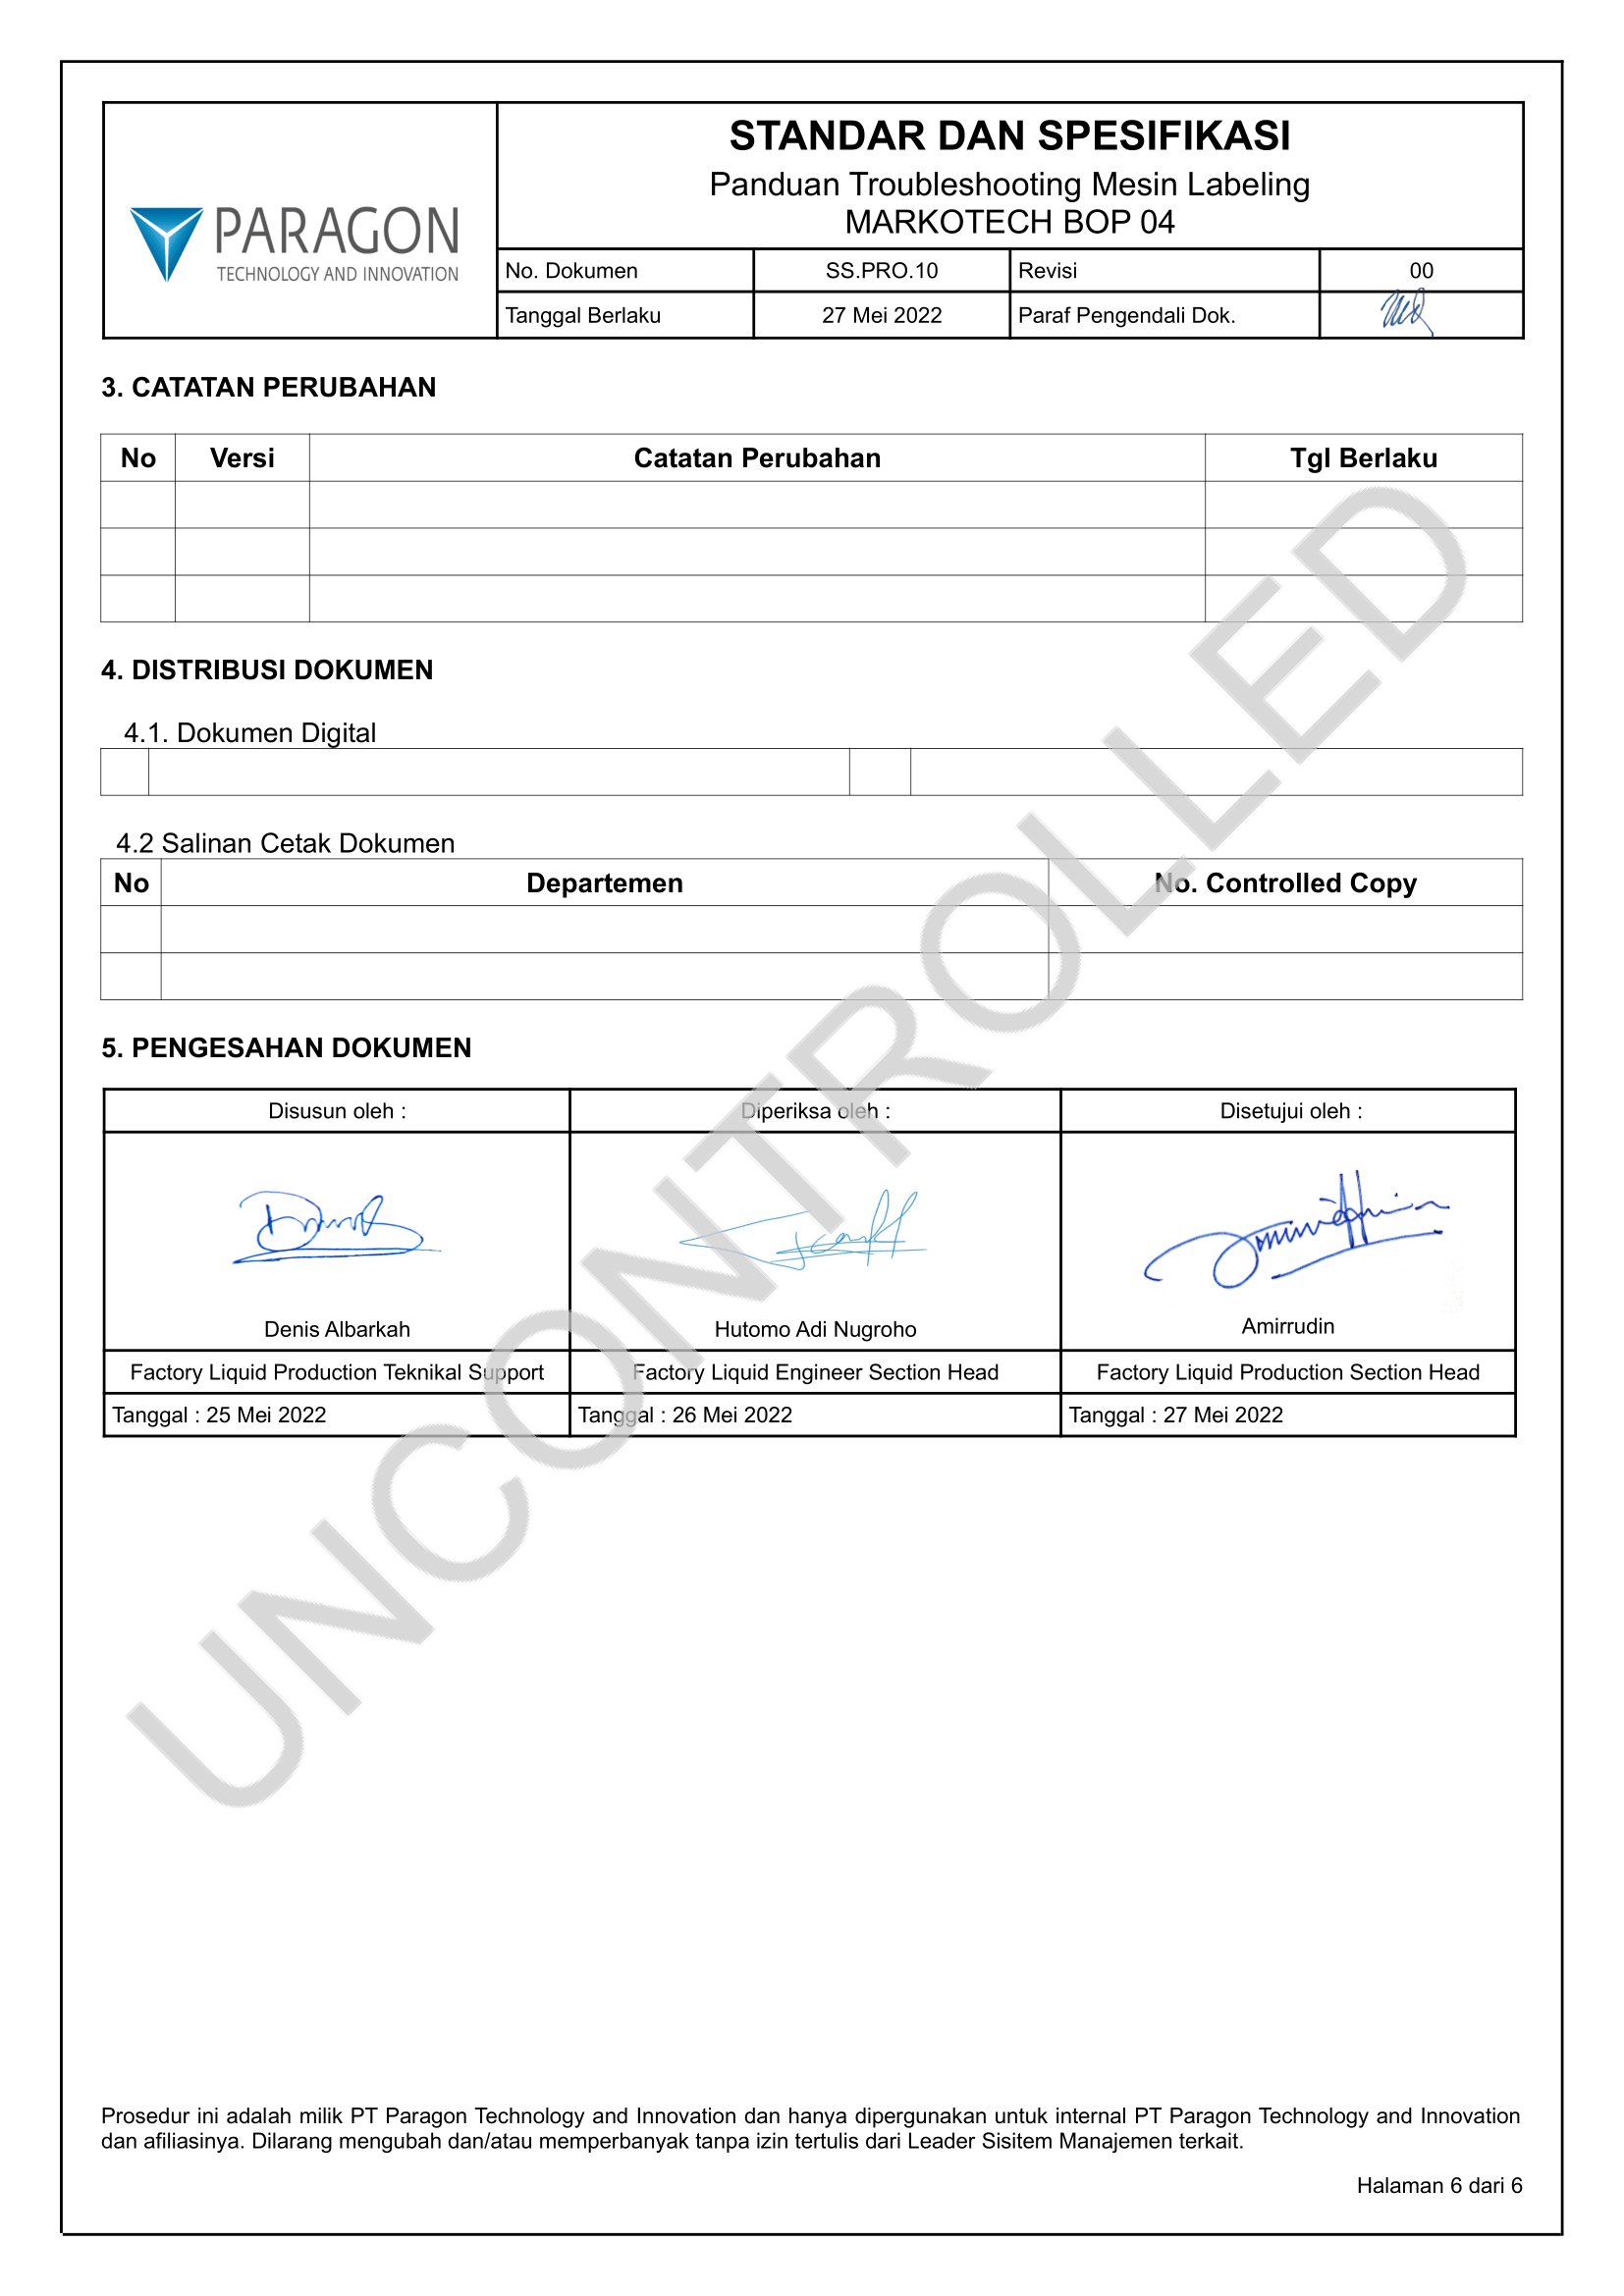 STANDAR DAN SPESIFIKASI
Panduan Troubleshooting Mesin Labeling
MARKOTECH BOP 04
PARAGON
TECHNOLOGY AND INNOVATION
No. Dokumen SS.PRO.10 Revisi 00
Tanggal Berlaku 27 Mei 2022 Paraf Pengendali Dok.
3. CATATAN PERUBAHAN
No Versi Catatan Perubahan Tgl Berlaku
4. DISTRIBUSI DOKUMEN
4.1. Dokumen Digital
4.2 Salinan Cetak Dokumen
No Departemen No. Controlled Copy
5. PENGESAHAN DOKUMEN
Disusun oleh : Diperiksa oleh : Disetujui oleh :
Denis Albarkah Hutomo Adi Nugroho Amirrudin
Factory Liquid Production Teknikal Support Factory Liquid Engineer Section Head Factory Liquid Production Section Head
Tanggal : 25 Mei 2022 Tanggal : 26 Mei 2022 Tanggal : 27 Mei 2022
UNCONTROLLED
Prosedur ini adalah milik PT Paragon Technology and Innovation dan hanya dipergunakan untuk internal PT Paragon Technology and Innovation
dan afiliasinya. Dilarang mengubah dan/atau memperbanyak tanpa izin tertulis dari Leader Sisitem Manajemen terkait.
Halaman 6 dari 6